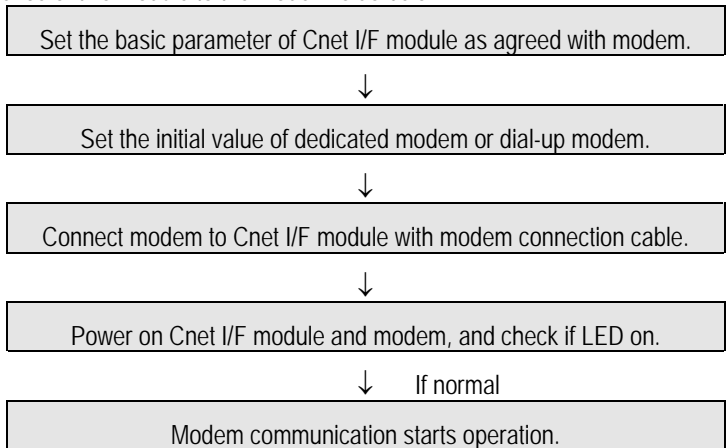 Set the basic parameter of Cnet I/F module as agreed with modem.
↓
Set the initial value of dedicated modem or dial-up modem.
↓
Connect modem to Cnet I/F module with modem connection cable.
↓
Power on Cnet I/F module and modem, and check if LED on.
↓ If normal
Modem communication starts operation.